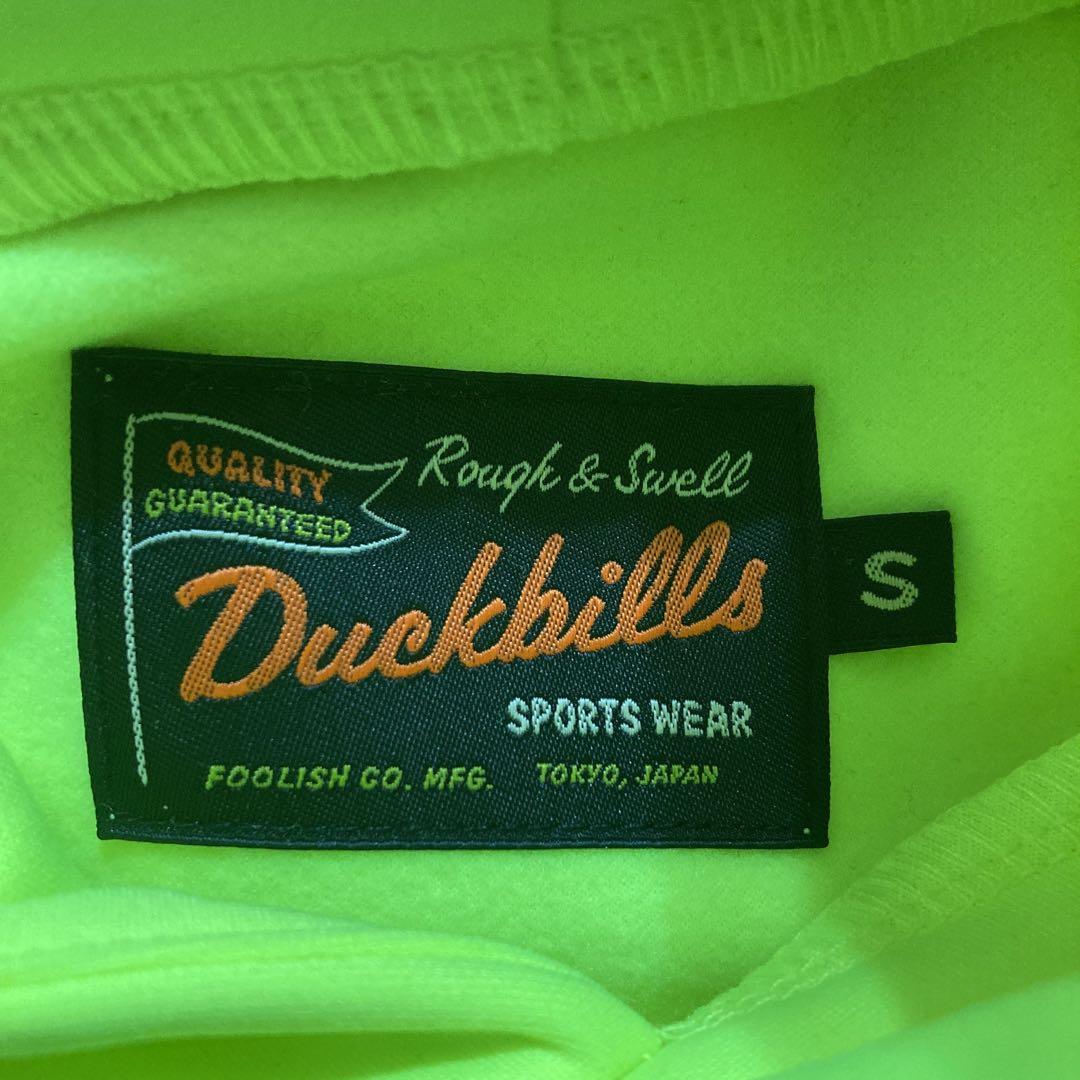 QUALITY
GUARANTEED
Rough & Swell
Duckbills
SPORTS WEAR
FOOLISH CO. MFG. TOKYO, JAPAN
S